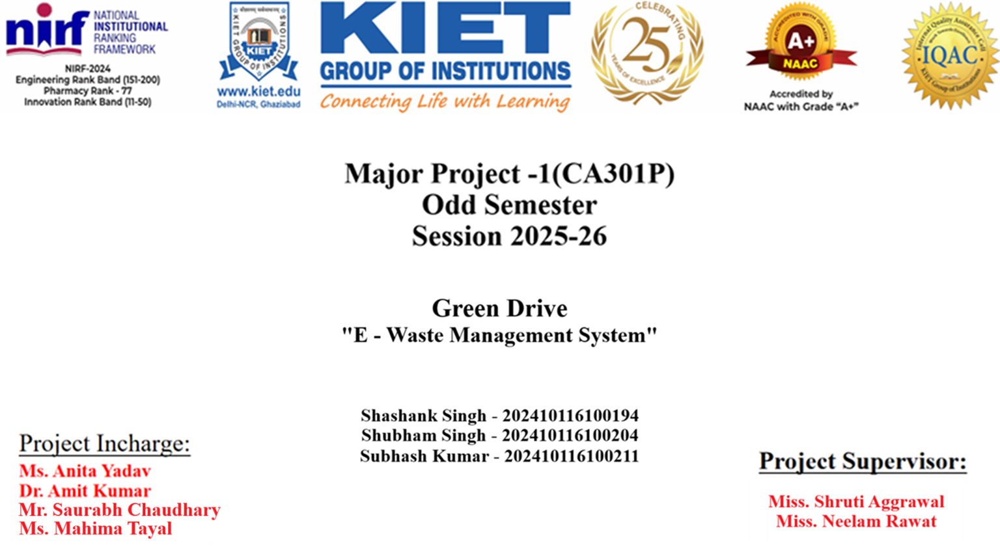 nirf
NATIONAL
INSTITUTIONAL
RANKING
FRAMEWORK
NIRF-2024
Engineering Rank Band (151-200)
Pharmacy Rank - 77
Innovation Rank Band (11-50)
KIET GROUP OF INSTITUTIONS
KIET
www.kiet.edu
Delhi-NCR, Ghaziabad
KIET
GROUP OF INSTITUTIONS
Connecting Life with Learning
CELEBRATING
25
YEARS OF EXCELLENCE
ACCREDITED WITH GRADE
A+
NAAC
Accredited by
NAAC with Grade “A+”
Internal Quality Assurance Cell
IQAC
KIET Group of Institutions
Major Project -1(CA301P)
Odd Semester
Session 2025-26
Green Drive
"E - Waste Management System"
Shashank Singh - 202410116100194
Shubham Singh - 202410116100204
Subhash Kumar - 202410116100211
Project Incharge:
Ms. Anita Yadav
Dr. Amit Kumar
Mr. Saurabh Chaudhary
Ms. Mahima Tayal
Project Supervisor:
Miss. Shruti Aggrawal
Miss. Neelam Rawat